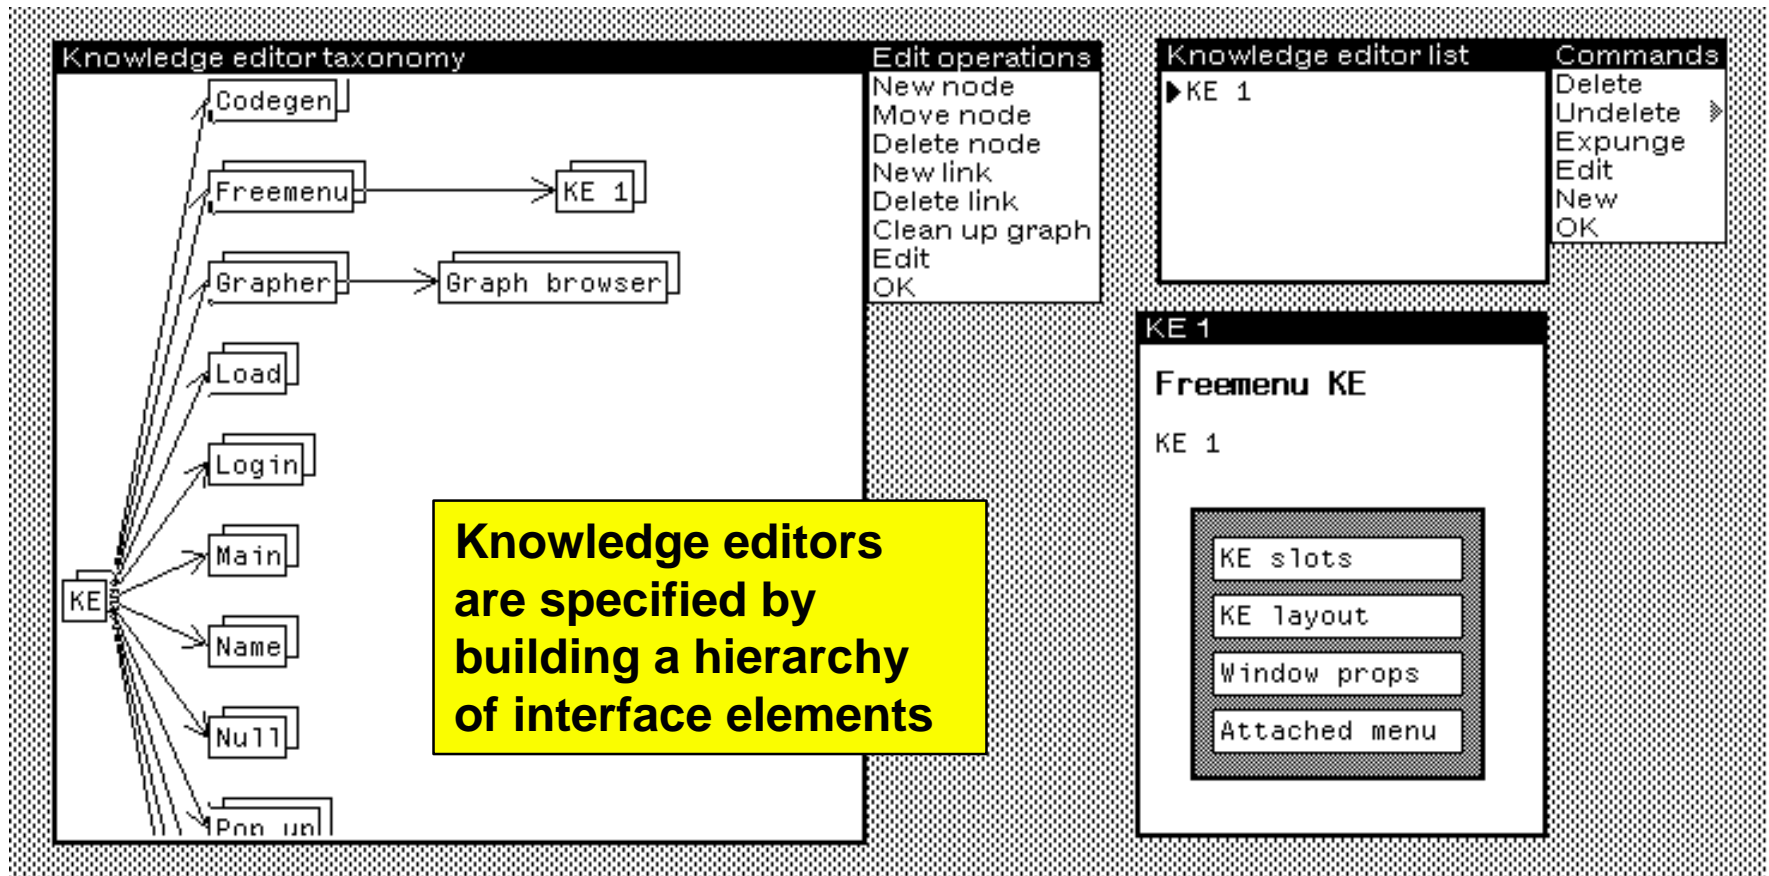 Knowledge editor taxonomy
Codegen
Freemenu
KE 1
Grapher
Graph browser
Load
Login
Main
KE
Name
Null
Pop up
Edit operations
New node
Move node
Delete node
New link
Delete link
Clean up graph
Edit
OK
Knowledge editor list
KE 1
Commands
Delete
Undelete
Expunge
Edit
New
OK
KE 1
Freemenu KE
KE 1
KE slots
KE layout
Window props
Attached menu
Knowledge editors
are specified by
building a hierarchy
of interface elements